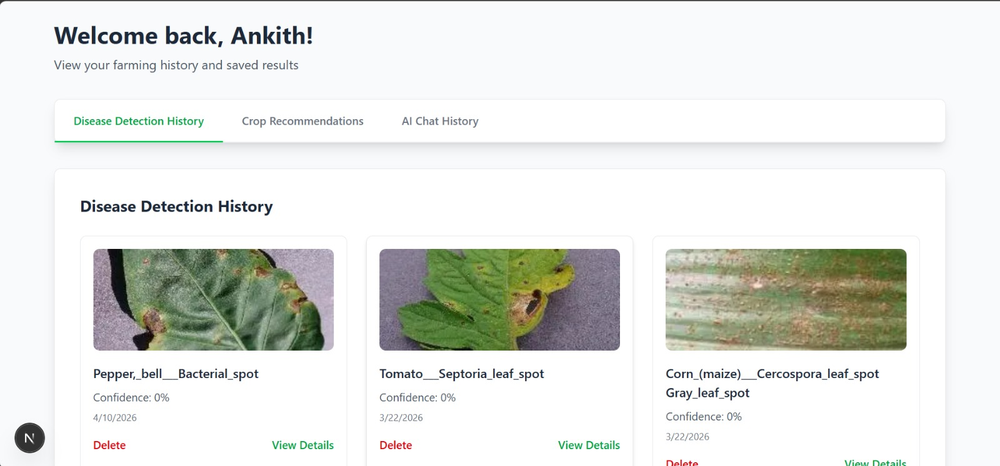 Welcome back, Ankith!
View your farming history and saved results
Disease Detection History
Crop Recommendations
AI Chat History
Disease Detection History
Pepper,_bell___Bacterial_spot
Confidence: 0%
4/10/2026
Delete
View Details
Tomato___Septoria_leaf_spot
Confidence: 0%
3/22/2026
Delete
View Details
Corn_(maize)___Cercospora_leaf_spot
Gray_leaf_spot
Confidence: 0%
3/22/2026
Delete
View Details
N